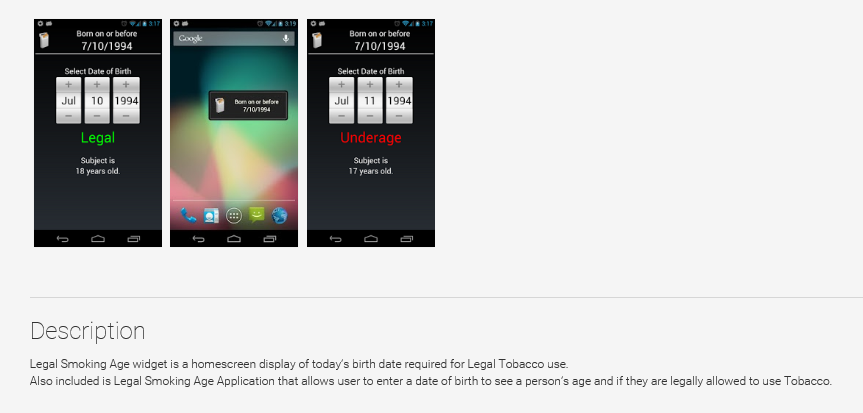 3:17
Born on or before
7/10/1994
Select Date of Birth
+ + +
Jul 10 1994
− − −
Legal
Subject is
18 years old.
3:19
Google
Born on or before
7/10/1994
3:17
Born on or before
7/10/1994
Select Date of Birth
+ + +
Jul 11 1994
− − −
Underage
Subject is
17 years old.
Description
Legal Smoking Age widget is a homescreen display of today's birth date required for Legal Tobacco use.
Also included is Legal Smoking Age Application that allows user to enter a date of birth to see a person's age and if they are legally allowed to use Tobacco.